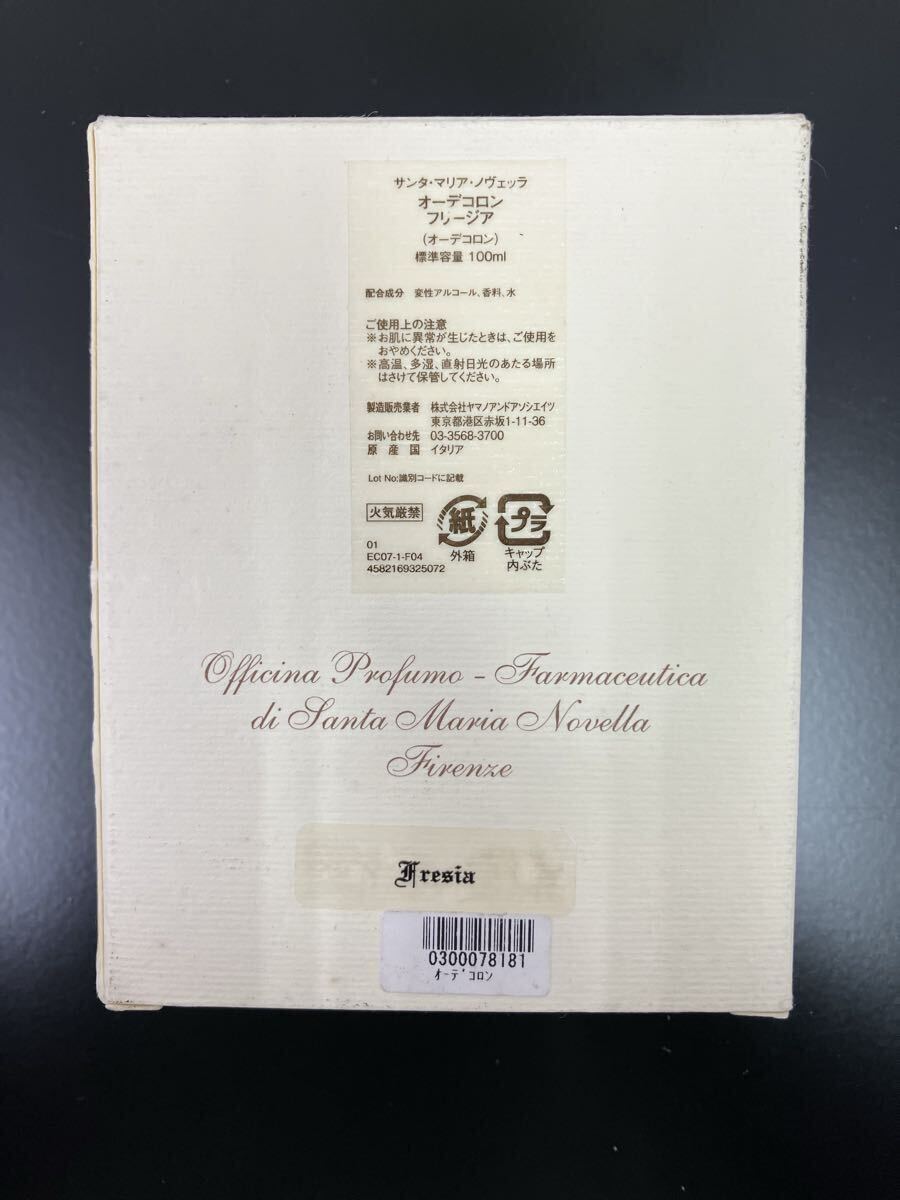 サンタ・マリア・ノヴェッラ
オーデコロン
フリージア
(オーデコロン)
標準容量 100ml
配合成分 変性アルコール、香料、水
ご使用上の注意
※お肌に異常が生じたときは、ご使用を
おやめください。
※高温、多湿、直射日光のあたる場所
はさけて保管してください。
製造販売業者 株式会社ヤマノアンドアソシエイツ
東京都港区赤坂1-11-36
お問い合わせ先 03-3568-3700
原産国 イタリア
Lot No:識別コードに記載
火気厳禁
紙
外箱
プラ
キャップ
内ぶた
01
EC07-1-F04
4582169325072
Officina Profumo - Farmaceutica
di Santa Maria Novella
Firenze
Fresia
0300078181
ｵｰﾃﾞｺﾛﾝ